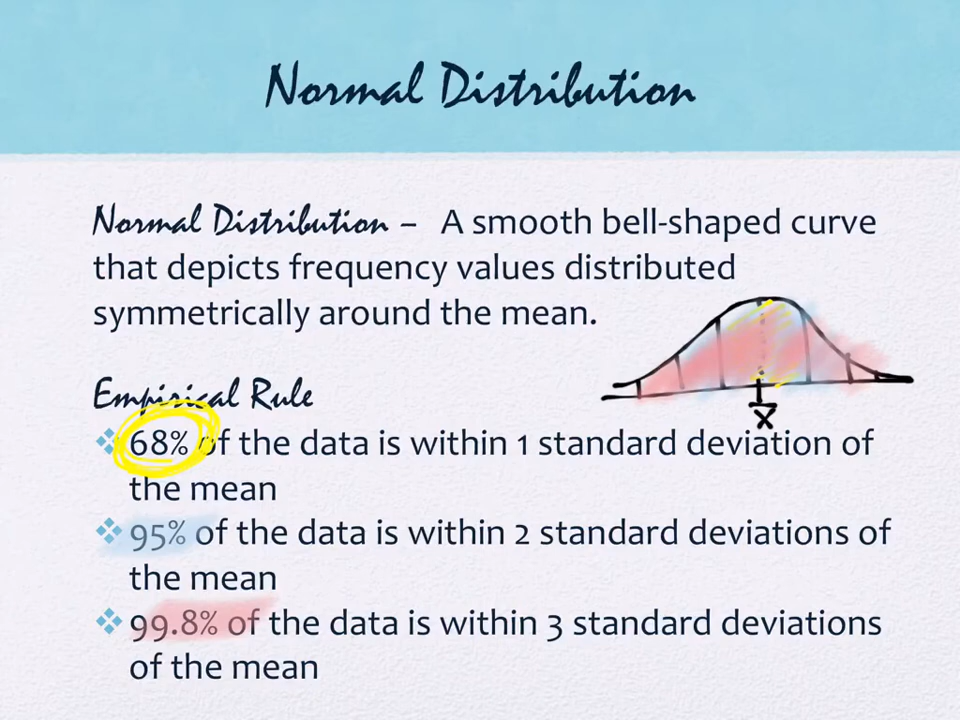 Normal Distribution
Normal Distribution – A smooth bell-shaped curve
that depicts frequency values distributed
symmetrically around the mean.
x̄
Empirical Rule
❖ 68% of the data is within 1 standard deviation of
the mean
❖ 95% of the data is within 2 standard deviations of
the mean
❖ 99.8% of the data is within 3 standard deviations
of the mean